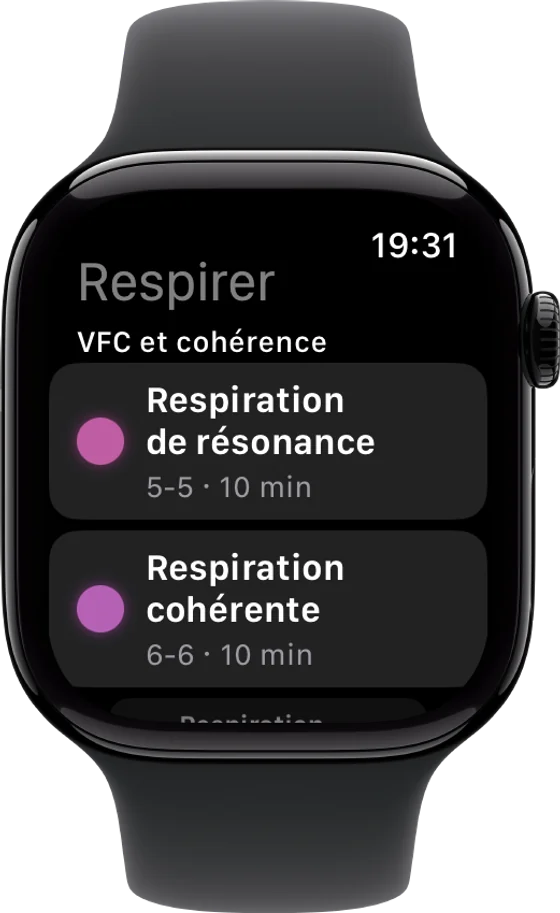 19:31
Respirer
VFC et cohérence
Respiration
de résonance
5-5 · 10 min
Respiration
cohérente
6-6 · 10 min
Respiration